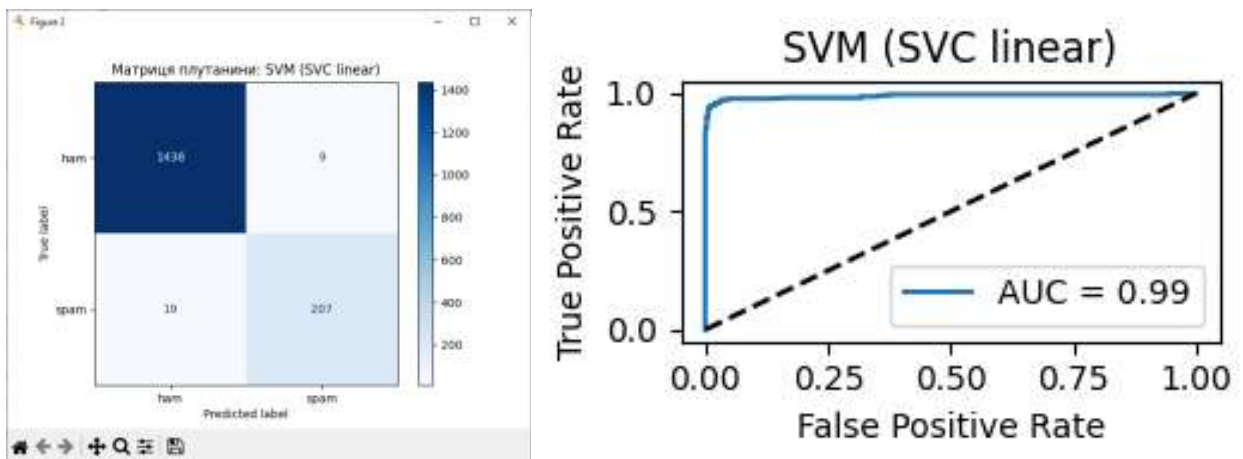 Figure 2
Матриця плутанини: SVM (SVC linear)
ham
1436
9
spam
19
207
ham
spam
True label
Predicted label
1400
1200
1000
800
600
400
200
SVM (SVC linear)
True Positive Rate
1.0
0.5
0.0
AUC = 0.99
0.00
0.25
0.50
0.75
1.00
False Positive Rate